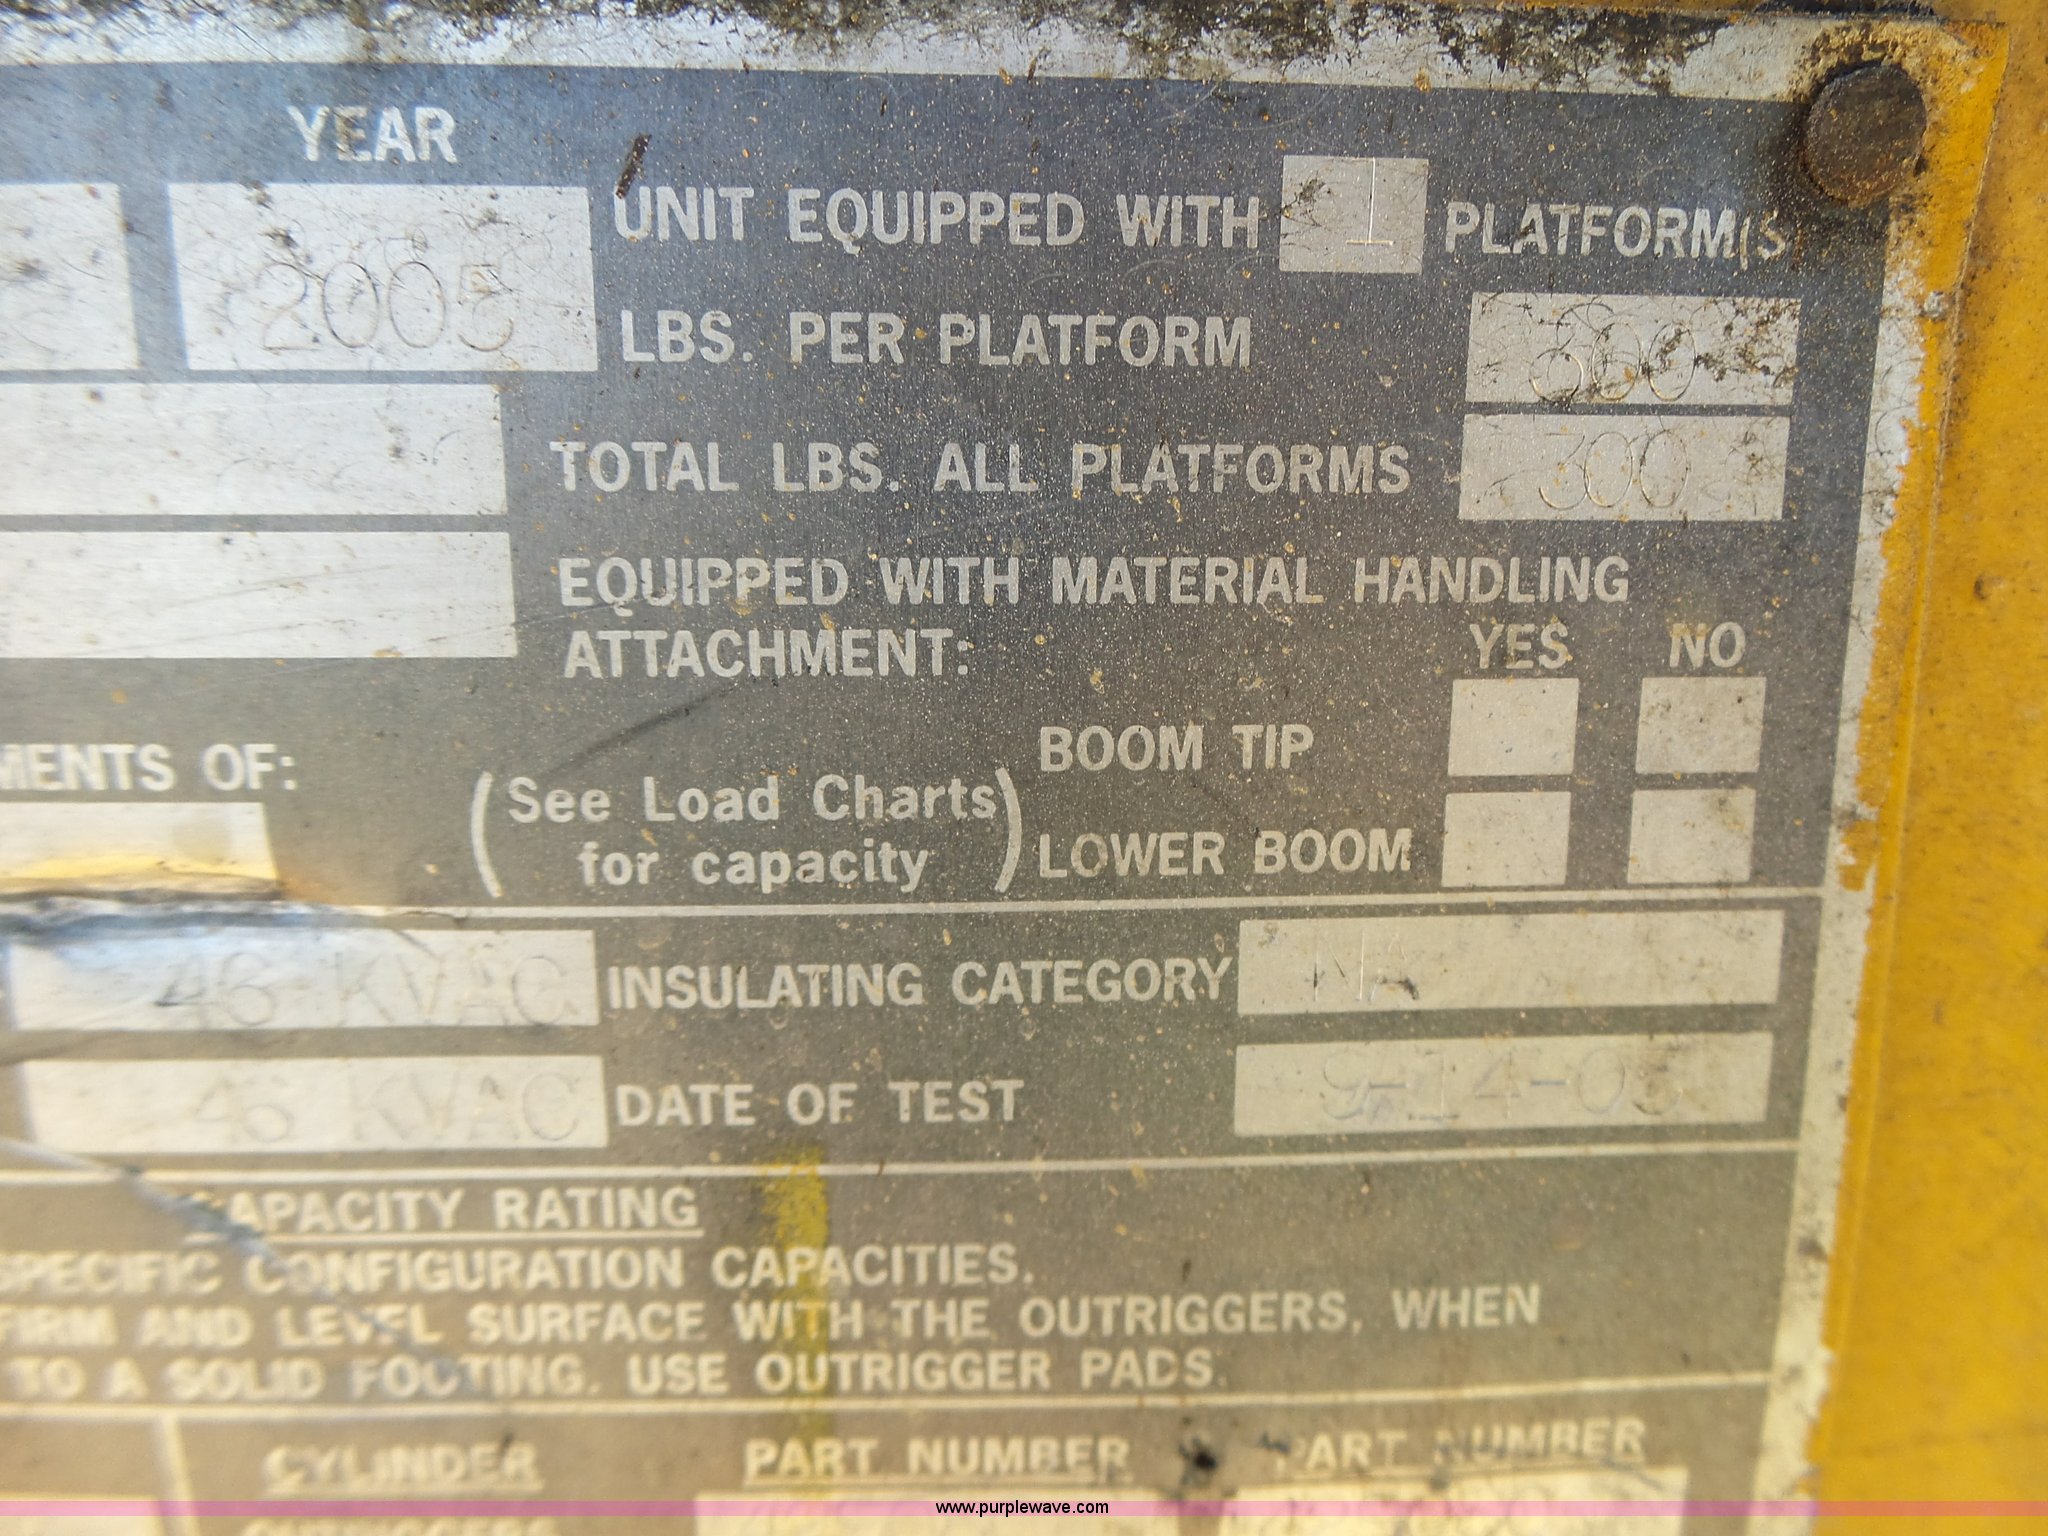 YEAR
2005
UNIT EQUIPPED WITH 1 PLATFORM(S
LBS. PER PLATFORM 300
TOTAL LBS. ALL PLATFORMS 300
EQUIPPED WITH MATERIAL HANDLING
ATTACHMENT:
YES NO
BOOM TIP
MENTS OF:
(See Load Charts
for capacity)
LOWER BOOM
46 KVAC INSULATING CATEGORY NA
46 KVAC DATE OF TEST
CAPACITY RATING
SPECIFIC CONFIGURATION CAPACITIES.
FIRM AND LEVEL SURFACE WITH THE OUTRIGGERS, WHEN
TO A SOLID FOOTING. USE OUTRIGGER PADS.
CYLINDER PART NUMBER PART NUMBER
www.purplewave.com